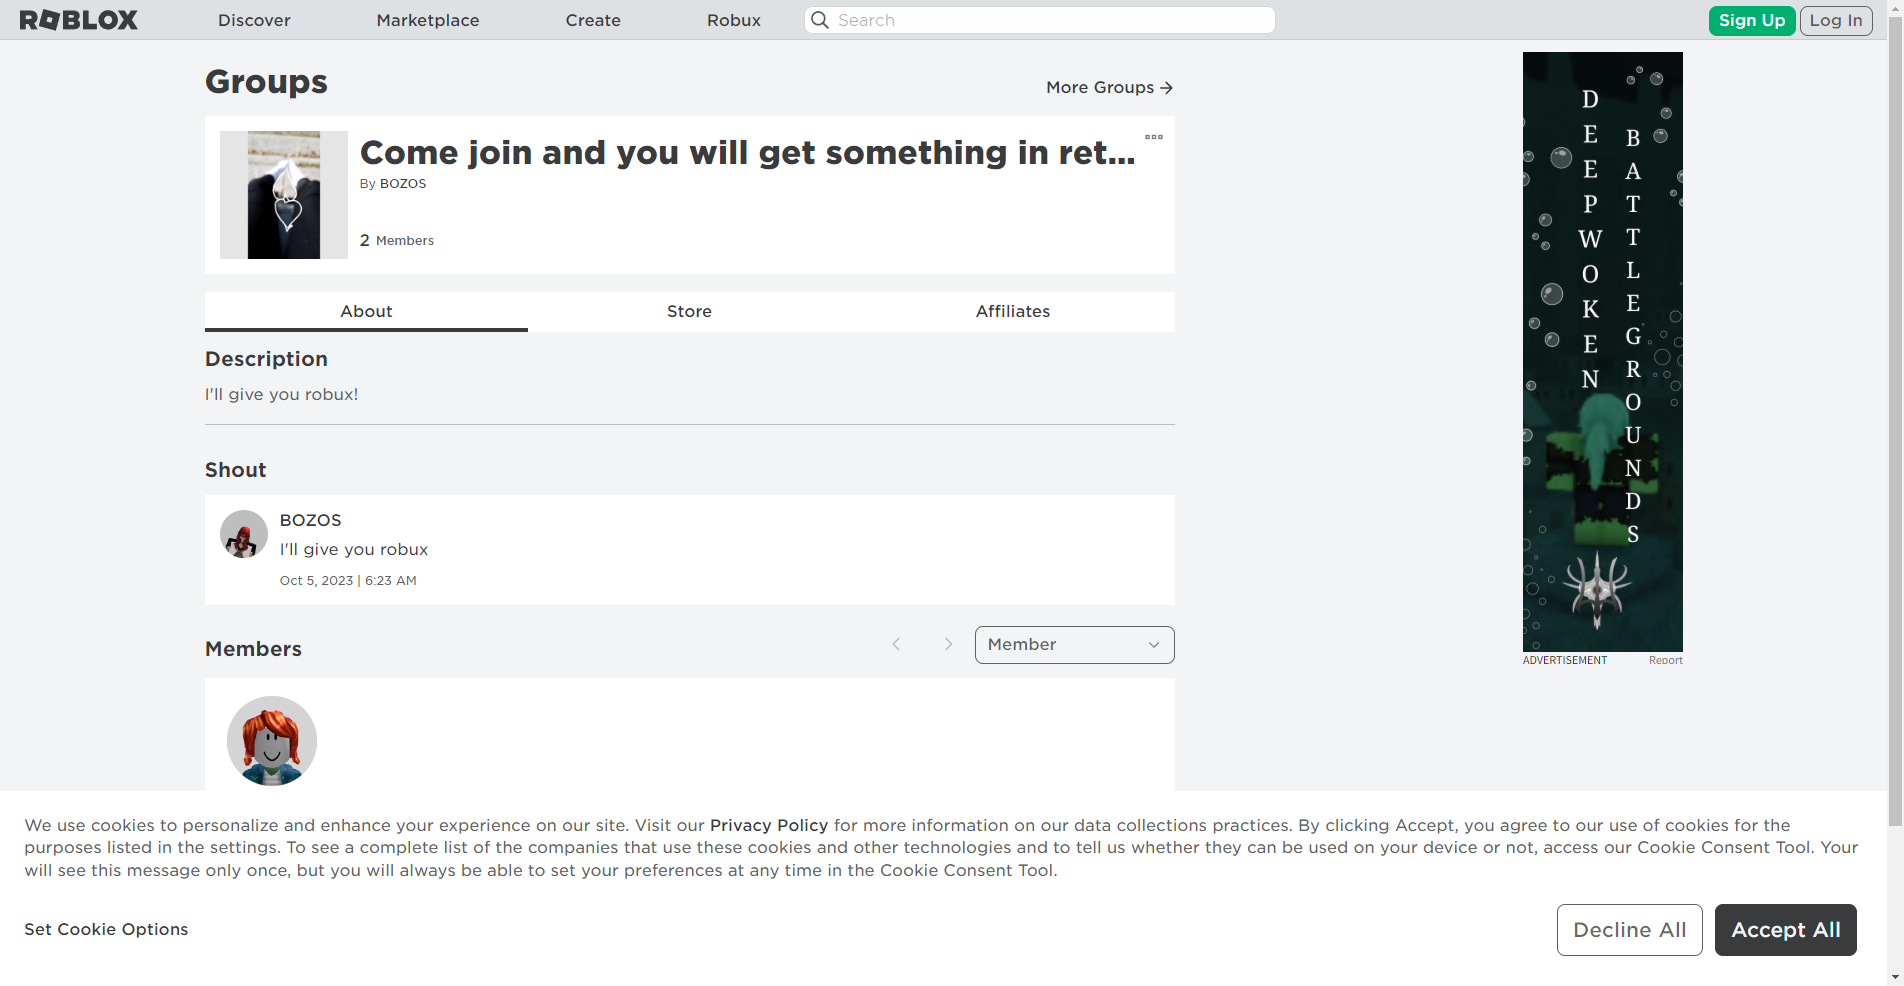 ROBLOX
Discover
Marketplace
Create
Robux
Search
Sign Up
Log In
Groups
More Groups
Come join and you will get something in ret...
By BOZOS
2 Members
About
Store
Affiliates
Description
I'll give you robux!
Shout
BOZOS
I'll give you robux
Oct 5, 2023 | 6:23 AM
Members
Member
DEEPWOKEN
BATTLEGROUNDS
ADVERTISEMENT
Report
We use cookies to personalize and enhance your experience on our site. Visit our Privacy Policy for more information on our data collections practices. By clicking Accept, you agree to our use of cookies for the
purposes listed in the settings. To see a complete list of the companies that use these cookies and other technologies and to tell us whether they can be used on your device or not, access our Cookie Consent Tool. Your
will see this message only once, but you will always be able to set your preferences at any time in the Cookie Consent Tool.
Set Cookie Options
Decline All
Accept All